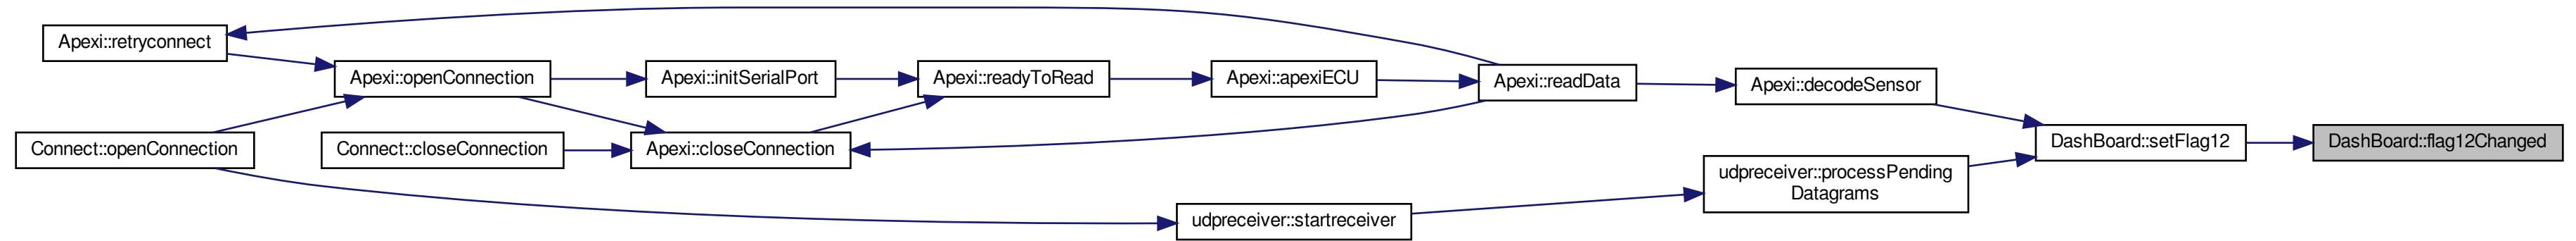 Apexi::retryconnect
Apexi::openConnection
Apexi::initSerialPort
Apexi::readyToRead
Apexi::apexiECU
Apexi::readData
Apexi::decodeSensor
Connect::openConnection
Connect::closeConnection
Apexi::closeConnection
DashBoard::setFlag12
DashBoard::flag12Changed
udpreceiver::processPending
Datagrams
udpreceiver::startreceiver